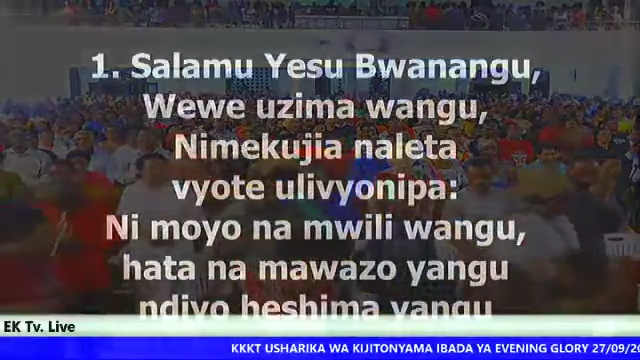 1. Salamu Yesu Bwanangu,
Wewe uzima wangu,
Nimekujia naleta
vyote ulivyonipa:
Ni moyo na mwili wangu,
hata na mawazo yangu
ndiyo heshima yangu
EK Tv. Live
KKKT USHARIKA WA KIJITONYAMA IBADA YA EVENING GLORY 27/09/20